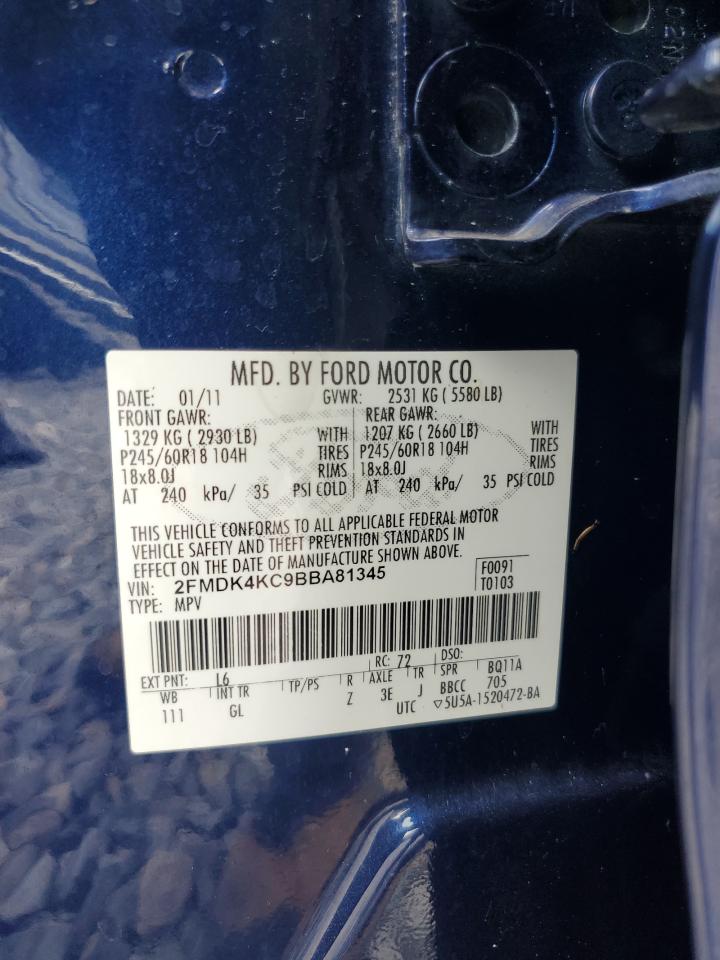 MFD. BY FORD MOTOR CO.
DATE: 01/11 GVWR: 2531 KG ( 5580 LB)
FRONT GAWR: REAR GAWR:
1329 KG ( 2930 LB) WITH 1207 KG ( 2660 LB) WITH
P245/60R18 104H TIRES P245/60R18 104H TIRES
18x8.0J RIMS 18x8.0J RIMS
AT 240 kPa/ 35 PSI COLD AT 240 kPa/ 35 PSI COLD
THIS VEHICLE CONFORMS TO ALL APPLICABLE FEDERAL MOTOR
VEHICLE SAFETY AND THEFT PREVENTION STANDARDS IN
EFFECT ON THE DATE OF MANUFACTURE SHOWN ABOVE.
VIN: 2FMDK4KC9BBA81345 F0091
TYPE: MPV T0103
EXT PNT: L6 RC: 72 DSO:
WB INT TR TP/PS R AXLE TR SPR BQ11A
111 GL Z 3E J BBCC 705
UTC ▽5U5A-1520472-BA